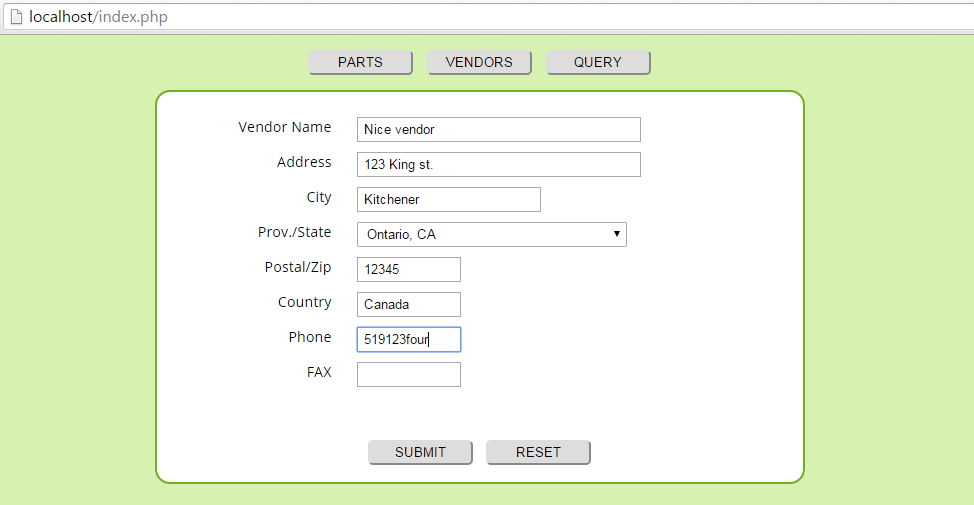 localhost/index.php
PARTS VENDORS QUERY
Vendor Name Nice vendor
Address 123 King st.
City Kitchener
Prov./State Ontario, CA
Postal/Zip 12345
Country Canada
Phone 519123four
FAX
SUBMIT RESET